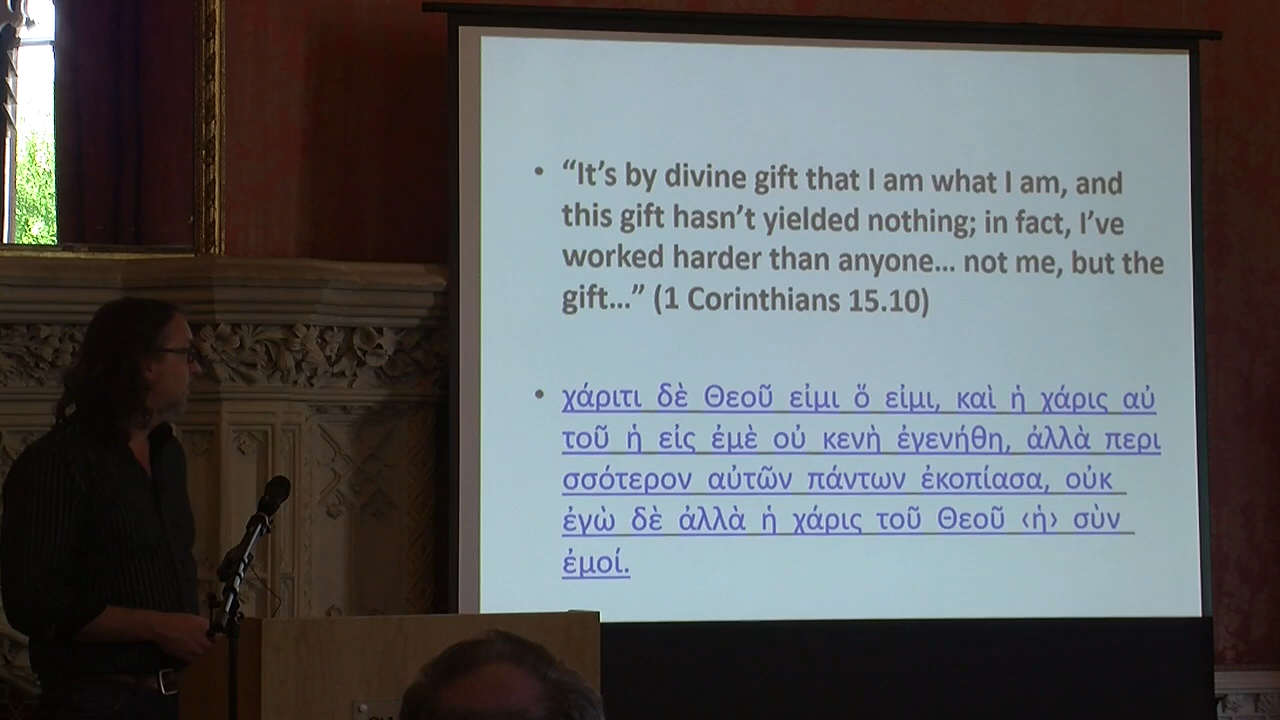 • “It’s by divine gift that I am what I am, and
this gift hasn’t yielded nothing; in fact, I’ve
worked harder than anyone… not me, but the
gift…” (1 Corinthians 15.10)
• χάριτι δὲ Θεοῦ εἰμι ὅ εἰμι, καὶ ἡ χάρις αὐ
τοῦ ἡ εἰς ἐμὲ οὐ κενὴ ἐγενήθη, ἀλλὰ περι
σσότερον αὐτῶν πάντων ἐκοπίασα, οὐκ
ἐγὼ δὲ ἀλλὰ ἡ χάρις τοῦ Θεοῦ ‹ἡ› σὺν
ἐμοί.